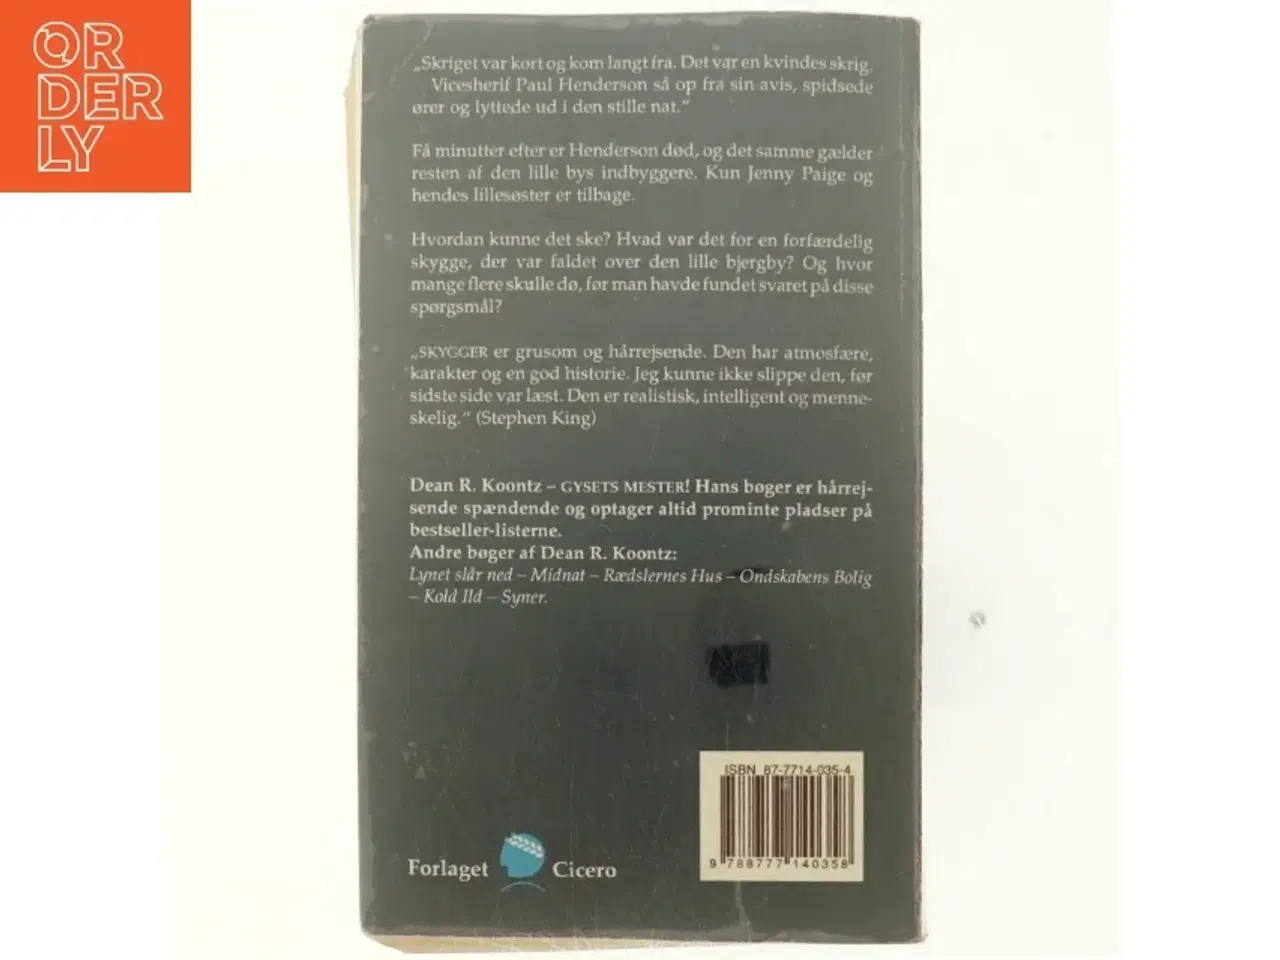 OR
DER
LY
„Skriget var kort og kom langt fra. Det var en kvindes skrig.
Vicesherif Paul Henderson så op fra sin avis, spidsede
ører og lyttede ud i den stille nat.“
Få minutter efter er Henderson død, og det samme gælder
resten af den lille bys indbyggere. Kun Jenny Paige og
hendes lillesøster er tilbage.
Hvordan kunne det ske? Hvad var det for en forfærdelig
skygge, der var faldet over den lille bjergby? Og hvor
mange flere skulle dø, før man havde fundet svaret på disse
spørgsmål?
„SKYGGER er grusom og hårrejsende. Den har atmosfære,
karakter og en god historie. Jeg kunne ikke slippe den, før
sidste side var læst. Den er realistisk, intelligent og menne-
skelig.“ (Stephen King)
Dean R. Koontz – GYSETS MESTER! Hans bøger er hårrej-
sende spændende og optager altid prominte pladser på
bestseller-listerne.
Andre bøger af Dean R. Koontz:
Lynet slår ned – Midnat – Rædslernes Hus – Ondskabens Bolig
– Kold Ild – Syner.
ISBN 87-7714-035-4
9 788777 140358
Forlaget Cicero